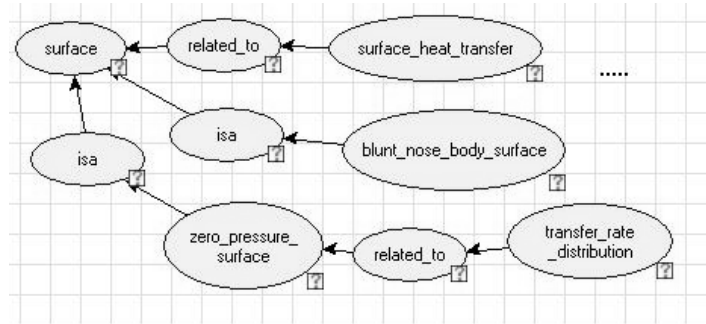 surface
related_to
surface_heat_transfer
?
?
?
.....
isa
blunt_nose_body_surface
?
?
isa
?
zero_pressure_
surface
?
related_to
?
transfer_rate
_distribution
?